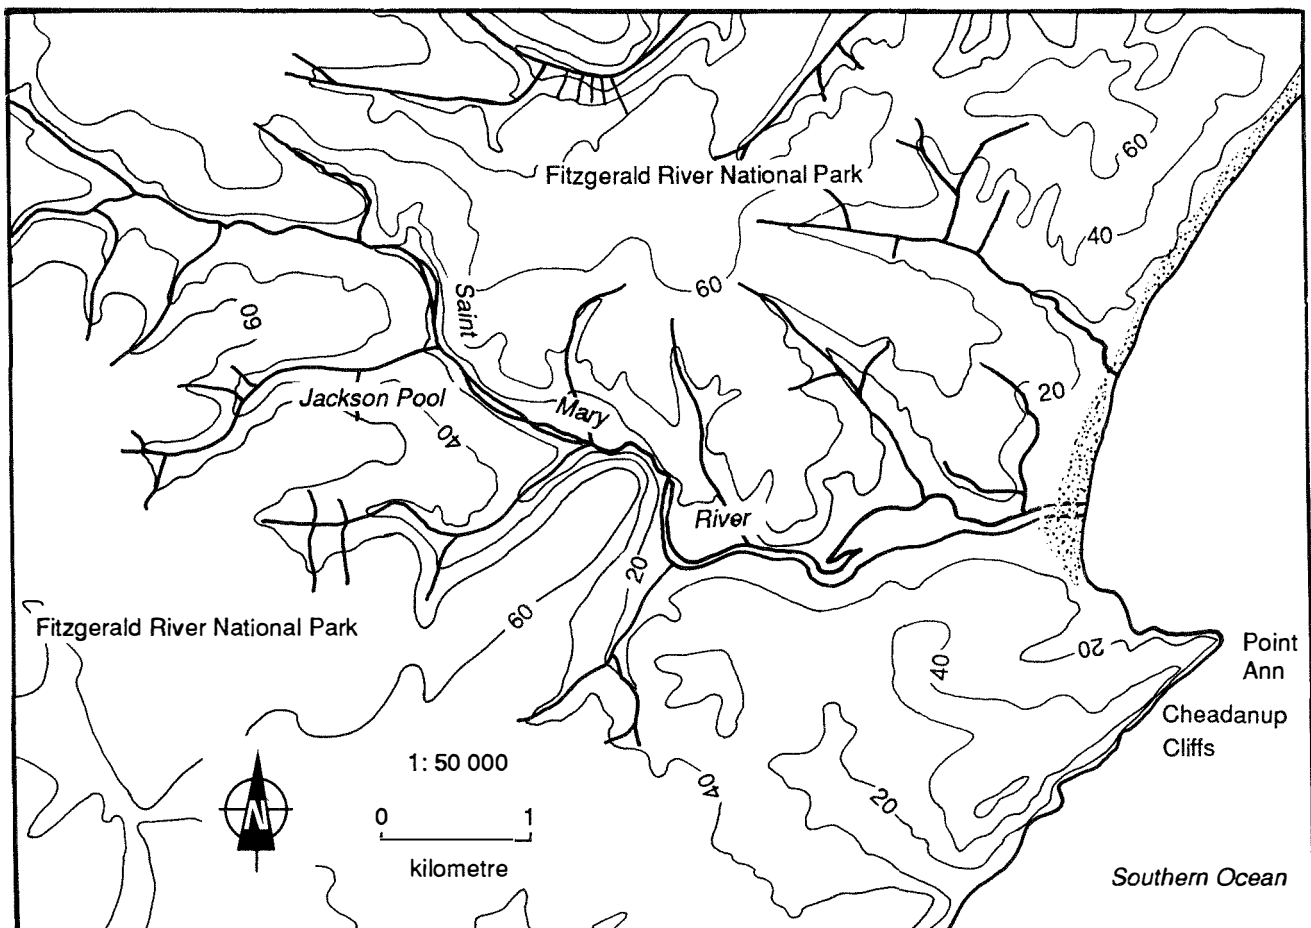 60
Fitzgerald River National Park
40
60
Saint
60
20
Jackson Pool
Mary
40
River
20
60
Fitzgerald River National Park
20
40
Point
Ann
Cheadanup
Cliffs
1: 50 000
40
20
N
0 1
kilometre
Southern Ocean